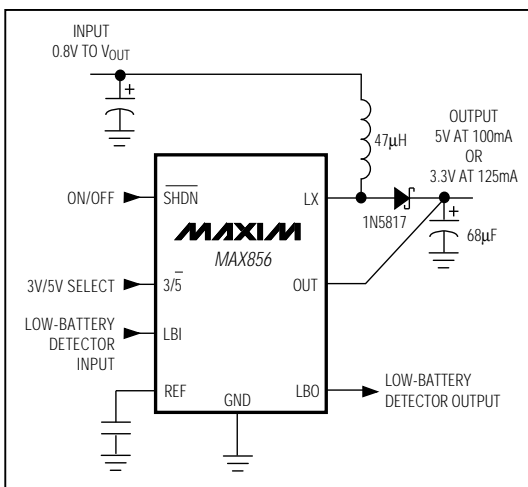 INPUT
0.8V TO VOUT
+
47µH
OUTPUT
5V AT 100mA
OR
3.3V AT 125mA
ON/OFF
SHDN
LX
1N5817
+
68µF
MAXIM
MAX856
3V/5V SELECT
3/5
OUT
LOW-BATTERY
DETECTOR
INPUT
LBI
REF
GND
LBO
LOW-BATTERY
DETECTOR OUTPUT